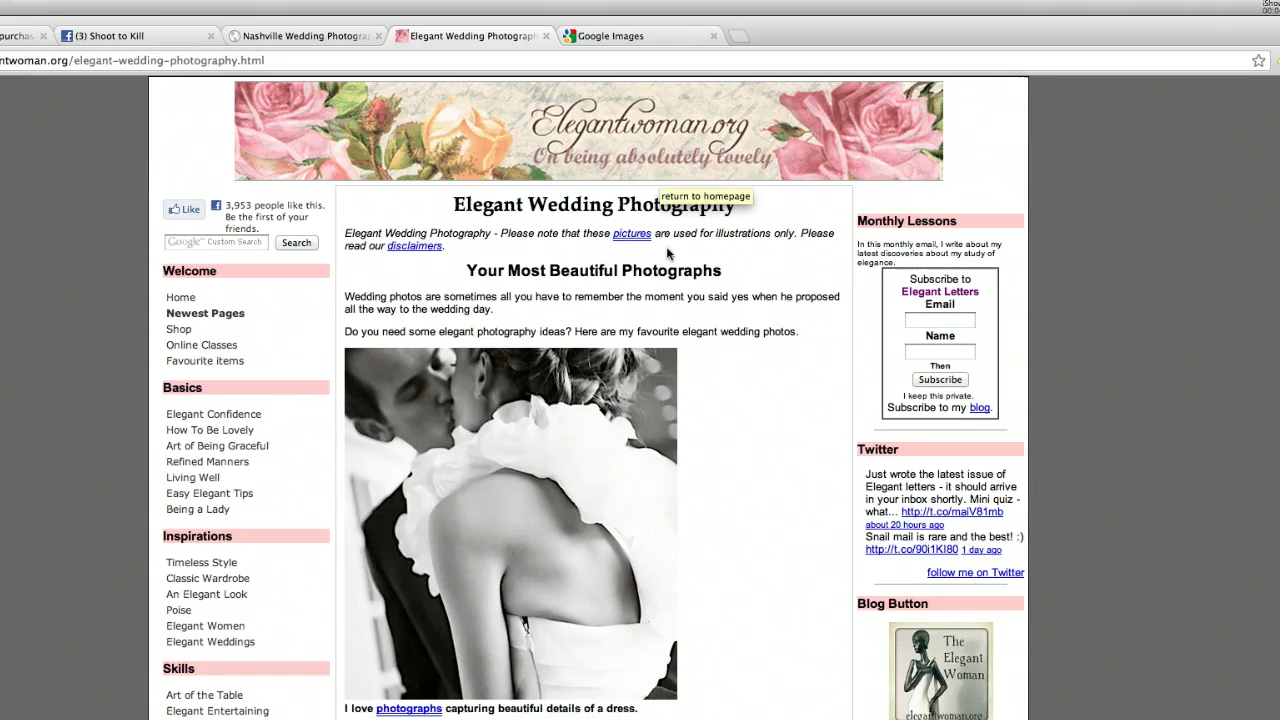 iShow
00:0
purchas
(3) Shoot to Kill
Nashville Wedding Photogra
Elegant Wedding Photograph
Google Images
ntwoman.org/elegant-wedding-photography.html
Elegantwoman.org
On being absolutely lovely
return to homepage
Like
3,953 people like this.
Be the first of your
friends.
Google™ Custom Search
Search
Welcome
Home
Newest Pages
Shop
Online Classes
Favourite items
Basics
Elegant Confidence
How To Be Lovely
Art of Being Graceful
Refined Manners
Living Well
Easy Elegant Tips
Being a Lady
Inspirations
Timeless Style
Classic Wardrobe
An Elegant Look
Poise
Elegant Women
Elegant Weddings
Skills
Art of the Table
Elegant Entertaining
Elegant Wedding Photography
Elegant Wedding Photography - Please note that these pictures are used for illustrations only. Please
read our disclaimers.
Your Most Beautiful Photographs
Wedding photos are sometimes all you have to remember the moment you said yes when he proposed
all the way to the wedding day.
Do you need some elegant photography ideas? Here are my favourite elegant wedding photos.
I love photographs capturing beautiful details of a dress.
Monthly Lessons
In this monthly email, I write about my
latest discoveries about my study of
elegance.
Subscribe to
Elegant Letters
Email
Name
Then
Subscribe
I keep this private.
Subscribe to my blog.
Twitter
Just wrote the latest issue of
Elegant letters - it should arrive
in your inbox shortly. Mini quiz -
what... http://t.co/maiV81mb
about 20 hours ago
Snail mail is rare and the best! :)
http://t.co/90i1KI80 1 day ago
follow me on Twitter
Blog Button
The
Elegant
Woman
elegantwoman.org